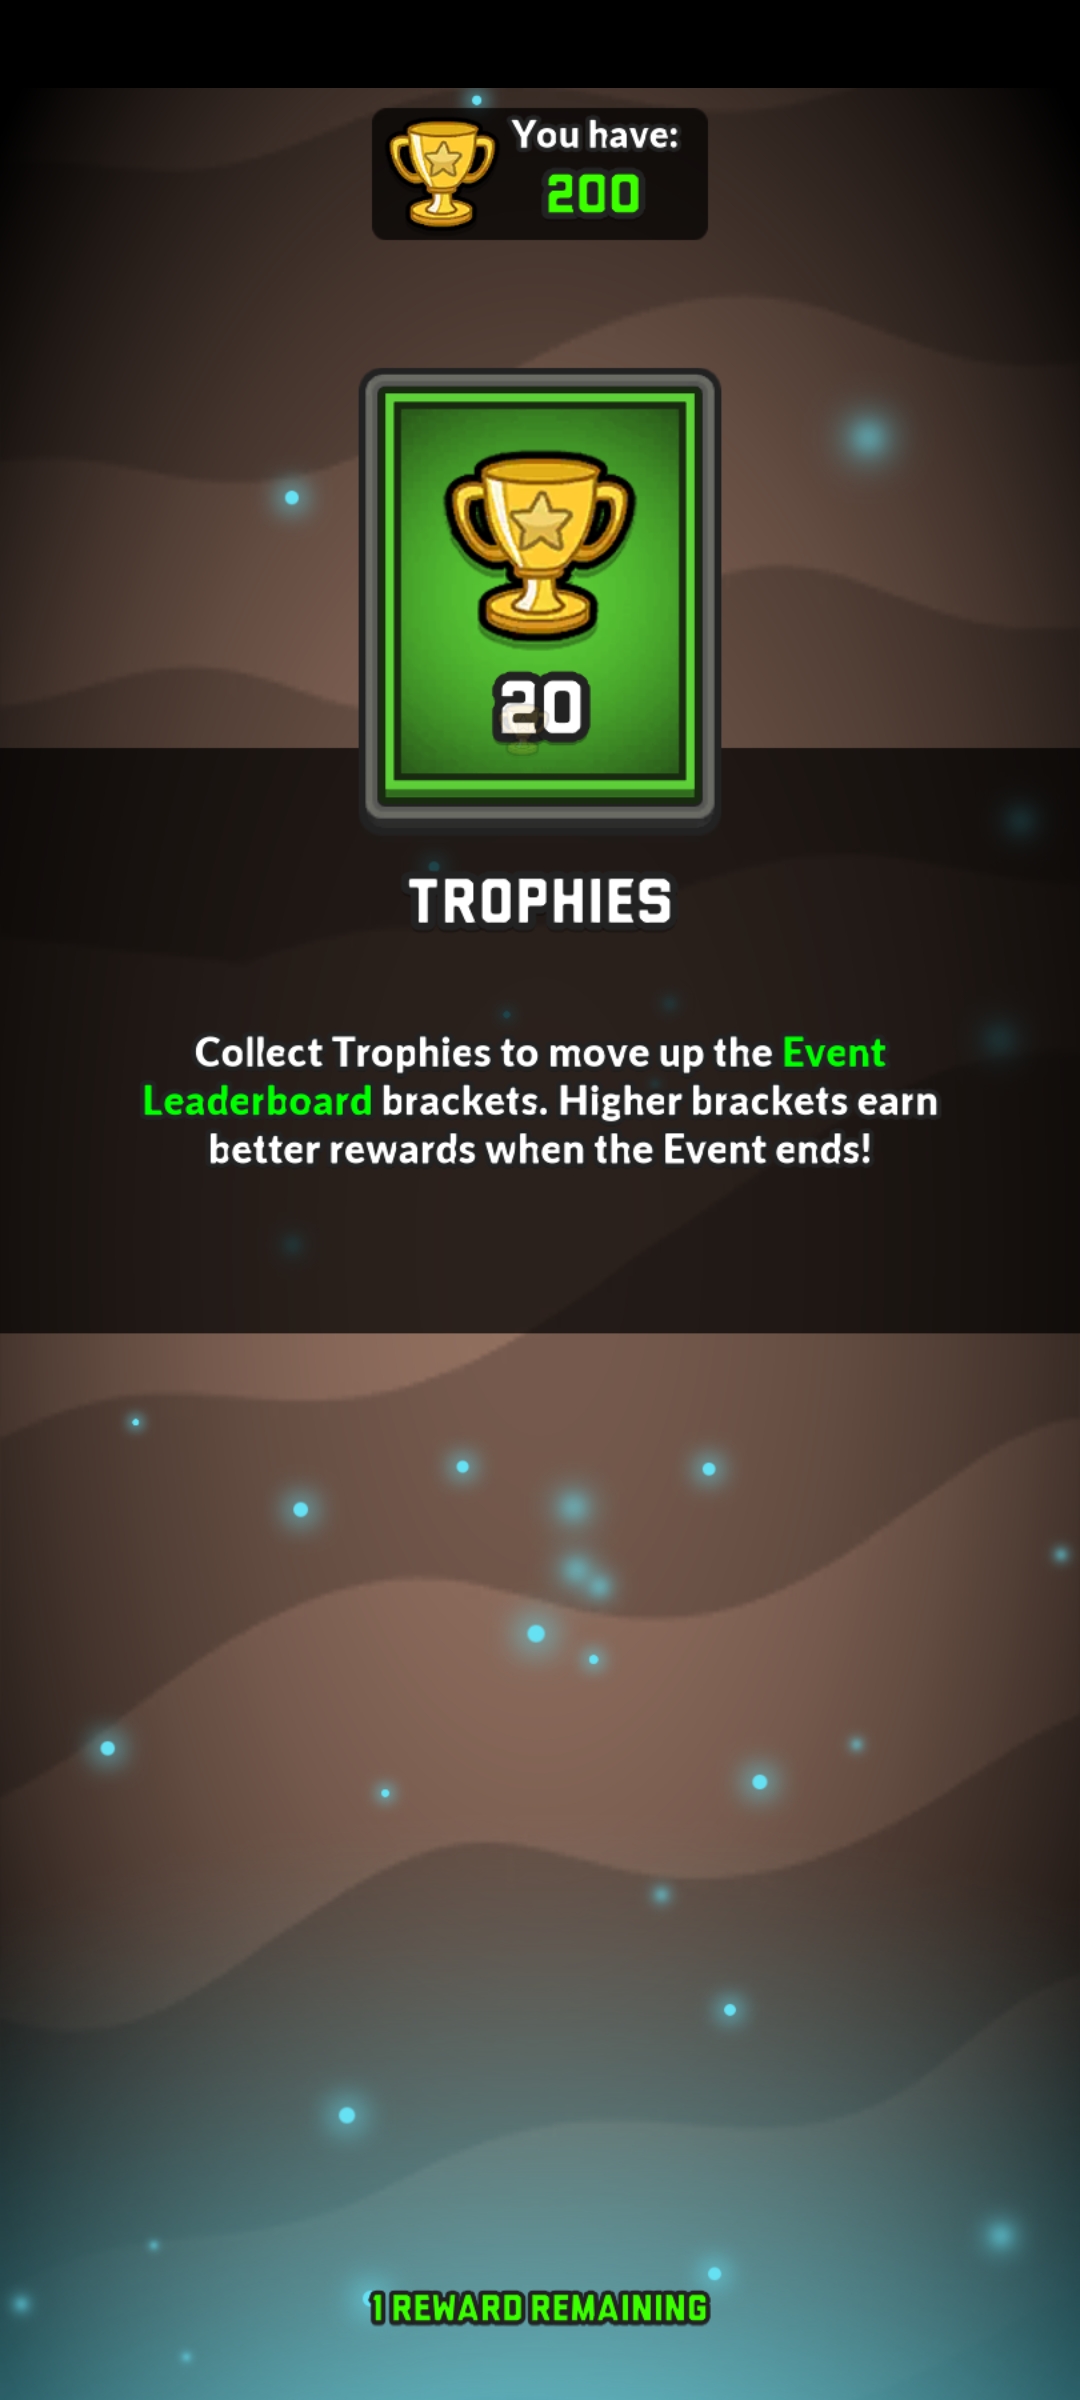 You have:
200
20
TROPHIES
Collect Trophies to move up the Event
Leaderboard brackets. Higher brackets earn
better rewards when the Event ends!
1 REWARD REMAINING